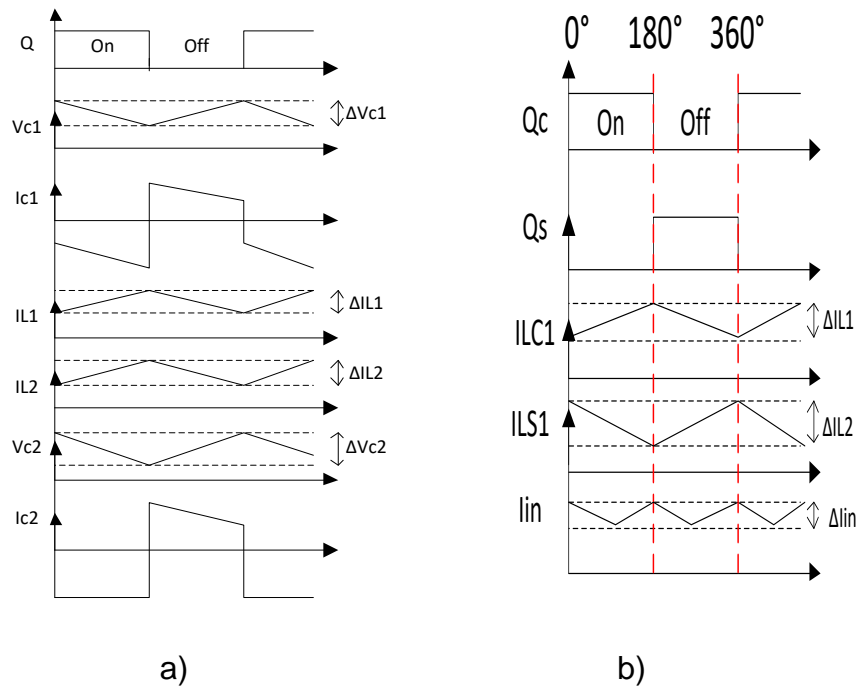 Q
On
Off
Vc1
ΔVc1
Ic1
IL1
ΔIL1
IL2
ΔIL2
Vc2
ΔVc2
Ic2
a)
0° 180° 360°
Qc
On
Off
Qs
ILC1
ΔIL1
ILS1
ΔIL2
Iin
ΔIin
b)